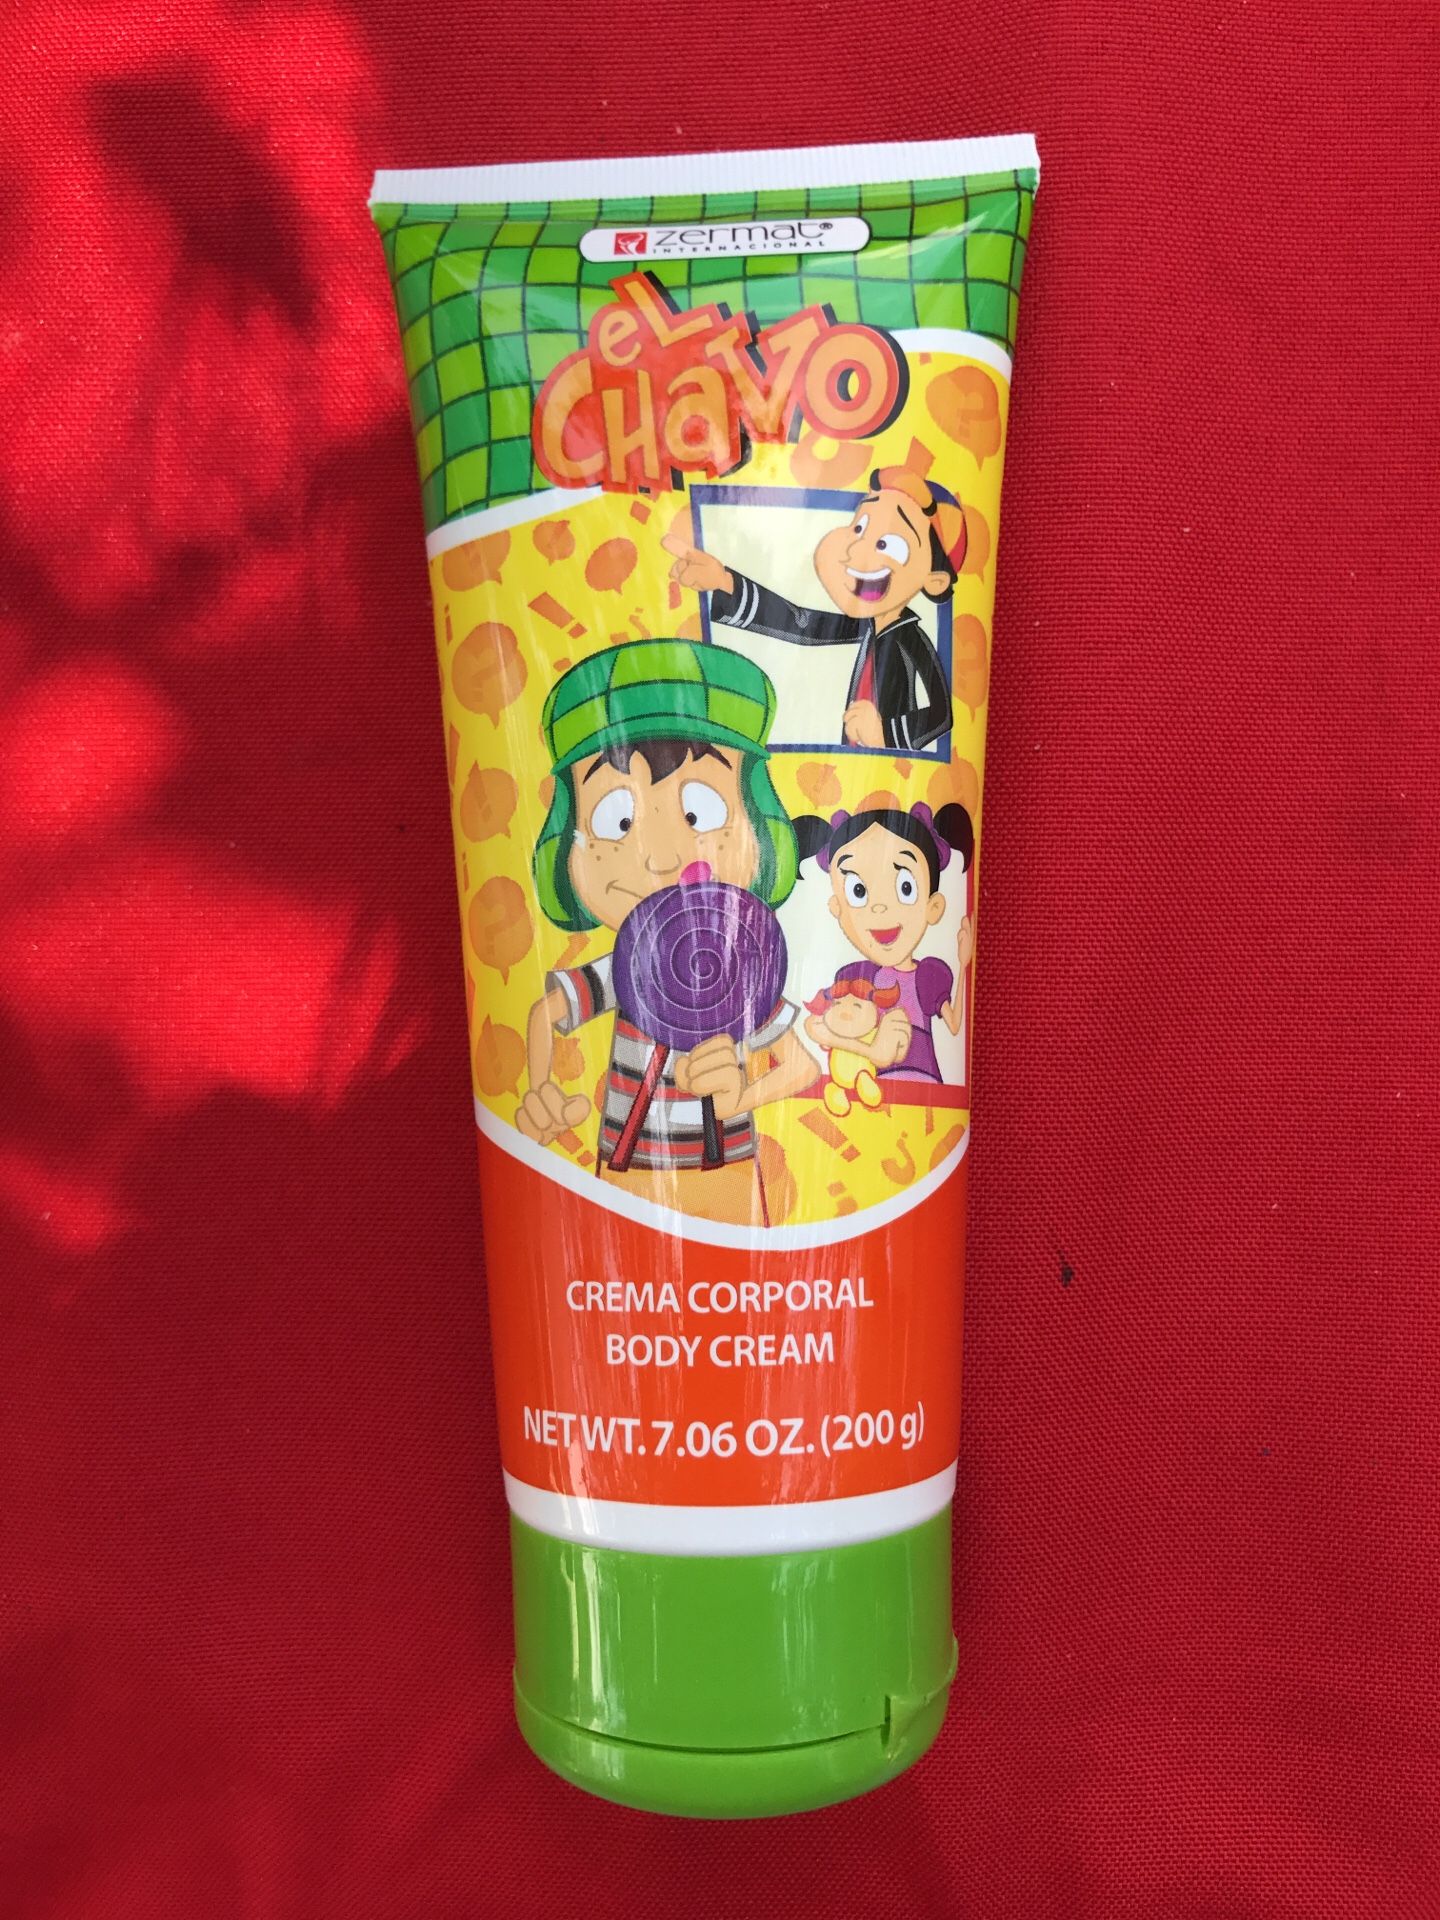 zermat®
INTERNACIONAL
eL
CHaVO
CREMA CORPORAL
BODY CREAM
NET WT. 7.06 OZ. (200 g)